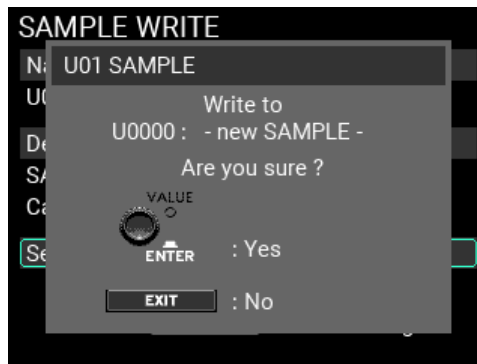 SAMPLE WRITE
U01 SAMPLE
Write to
U0000 : - new SAMPLE -
Are you sure ?
VALUE
ENTER : Yes
EXIT : No